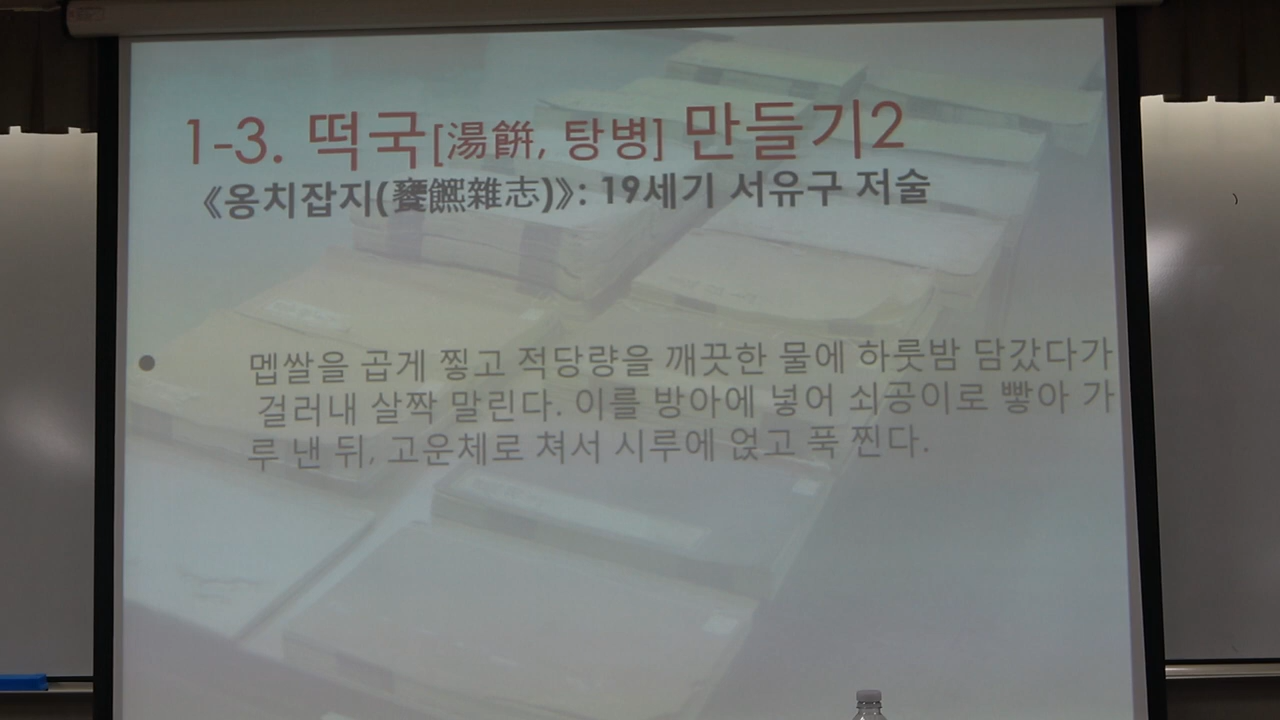 1-3. 떡국[湯餠, 탕병] 만들기2
《옹치잡지(饔饎雜志)》: 19세기 서유구 저술
• 멥쌀을 곱게 찧고 적당량을 깨끗한 물에 하룻밤 담갔다가
걸러내 살짝 말린다. 이를 방아에 넣어 쇠공이로 빻아 가
루 낸 뒤, 고운체로 쳐서 시루에 얹고 푹 찐다.